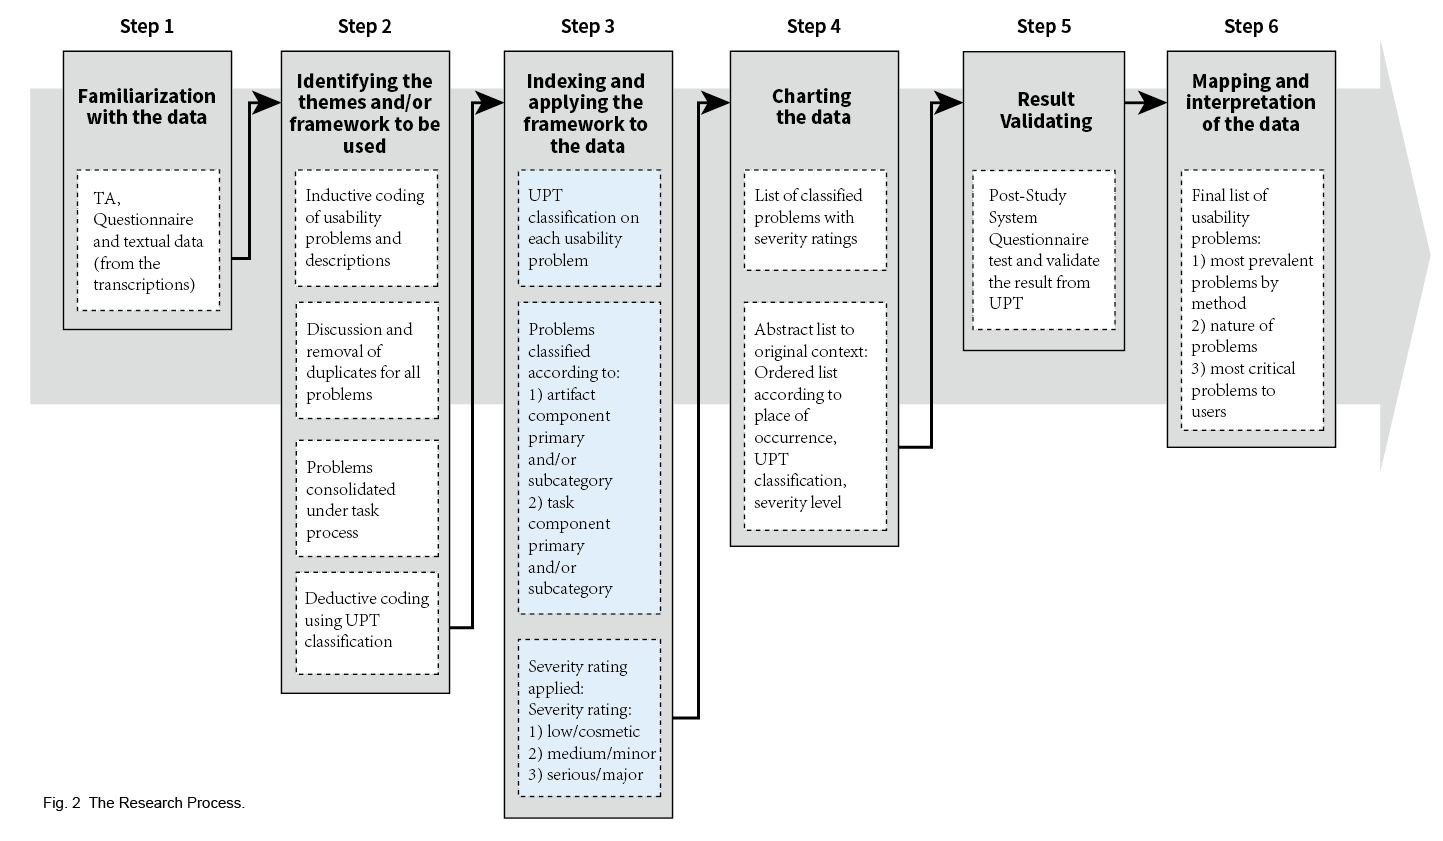 Step 1
Familiarization
with the data
TA,
Questionnaire
and textual data
(from the
transcriptions)
Step 2
Identifying the
themes and/or
framework to be
used
Inductive coding
of usability
problems and
descriptions
Discussion and
removal of
duplicates for all
problems
Problems
consolidated
under task
process
Deductive coding
using UPT
classification
Step 3
Indexing and
applying the
framework to
the data
UPT
classification on
each usability
problem
Problems
classified
according to:
1) artifact
component
primary
and/or
subcategory
2) task
component
primary
and/or
subcategory
Severity rating
applied:
Severity rating:
1) low/cosmetic
2) medium/minor
3) serious/major
Step 4
Charting
the data
List of classified
problems with
severity ratings
Abstract list to
original context:
Ordered list
according to
place of
occurrence,
UPT
classification,
severity level
Step 5
Result
Validating
Post-Study
System
Questionnaire
test and validate
the result from
UPT
Step 6
Mapping and
interpretation
of the data
Final list of
usability
problems:
1) most prevalent
problems by
method
2) nature of
problems
3) most critical
problems to
users
Fig. 2 The Research Process.